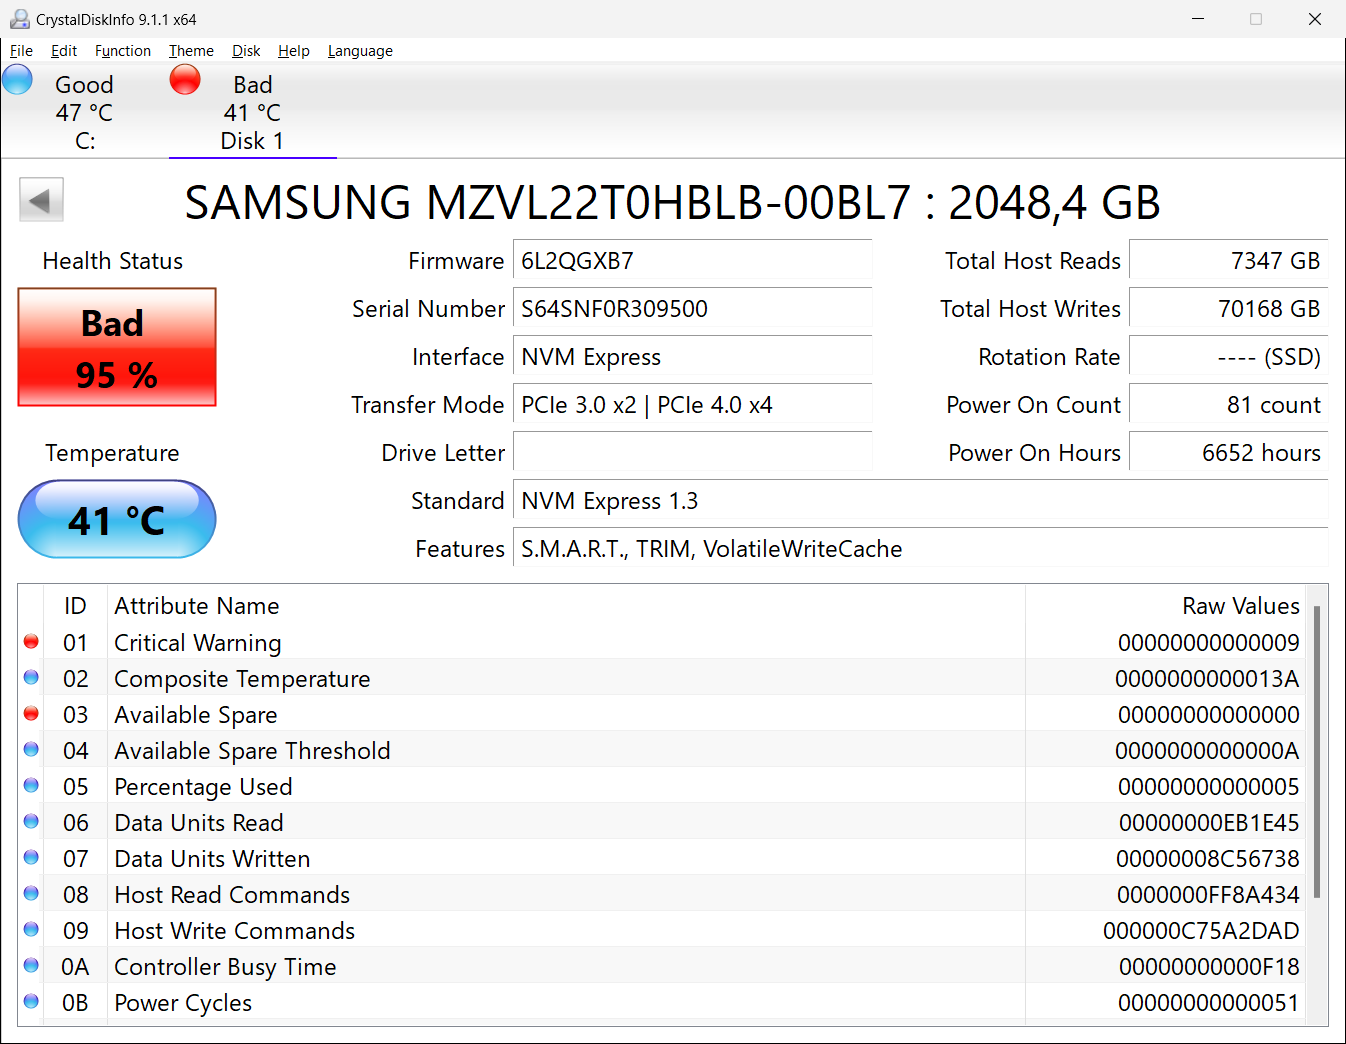 CrystalDiskInfo 9.1.1 x64
File Edit Function Theme Disk Help Language
Good Bad
47 °C 41 °C
C: Disk 1
SAMSUNG MZVL22T0HBLB-00BL7 : 2048,4 GB
Health Status Firmware 6L2QGXB7 Total Host Reads 7347 GB
Bad Serial Number S64SNF0R309500 Total Host Writes 70168 GB
95 % Interface NVM Express Rotation Rate ---- (SSD)
Transfer Mode PCIe 3.0 x2 | PCIe 4.0 x4 Power On Count 81 count
Temperature Drive Letter Power On Hours 6652 hours
41 °C Standard NVM Express 1.3
Features S.M.A.R.T., TRIM, VolatileWriteCache
ID Attribute Name Raw Values
01 Critical Warning 00000000000009
02 Composite Temperature 0000000000013A
03 Available Spare 00000000000000
04 Available Spare Threshold 0000000000000A
05 Percentage Used 00000000000005
06 Data Units Read 00000000EB1E45
07 Data Units Written 00000008C56738
08 Host Read Commands 0000000FF8A434
09 Host Write Commands 000000C75A2DAD
0A Controller Busy Time 00000000000F18
0B Power Cycles 00000000000051